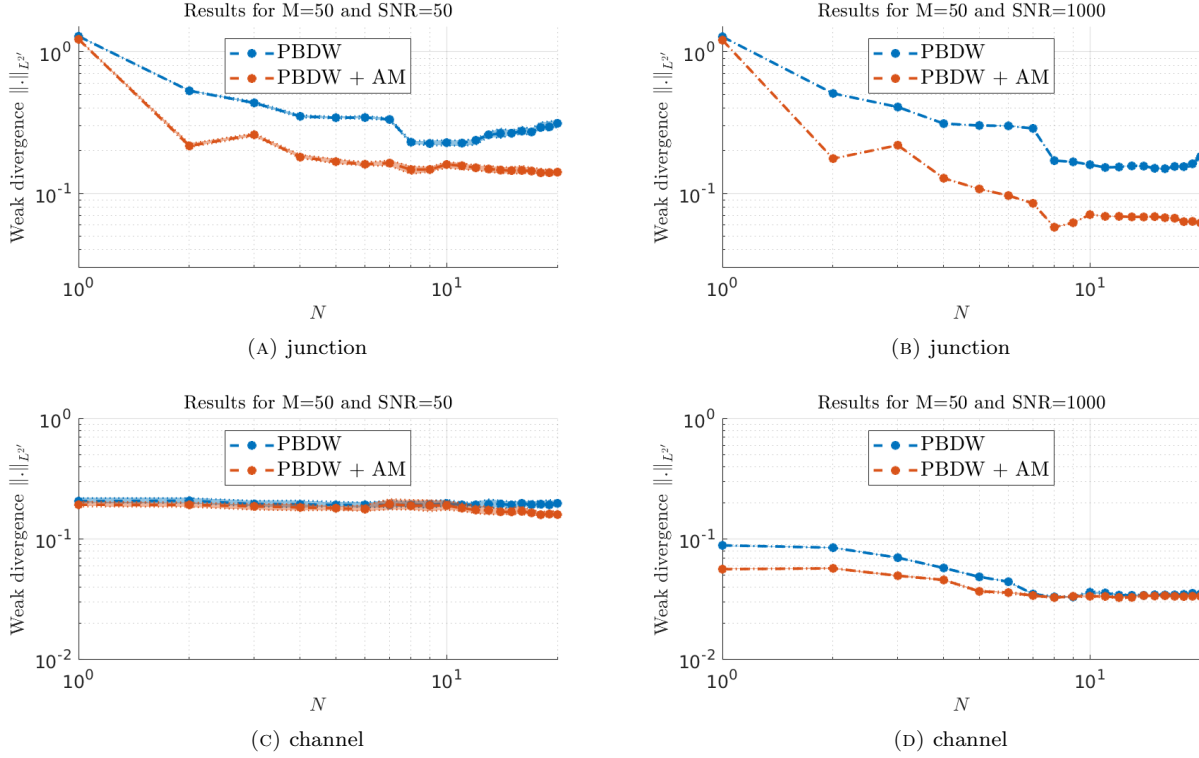 Results for M=50 and SNR=50
10^0
10^{-1}
Weak divergence ‖.‖_{L^{2'}}
PBDW
PBDW + AM
10^0
10^1
N
(A) junction
Results for M=50 and SNR=1000
10^0
10^{-1}
Weak divergence ‖.‖_{L^{2'}}
PBDW
PBDW + AM
10^0
10^1
N
(B) junction
Results for M=50 and SNR=50
10^0
10^{-1}
10^{-2}
Weak divergence ‖.‖_{L^{2'}}
PBDW
PBDW + AM
10^0
10^1
N
(C) channel
Results for M=50 and SNR=1000
10^0
10^{-1}
10^{-2}
Weak divergence ‖.‖_{L^{2'}}
PBDW
PBDW + AM
10^0
10^1
N
(D) channel